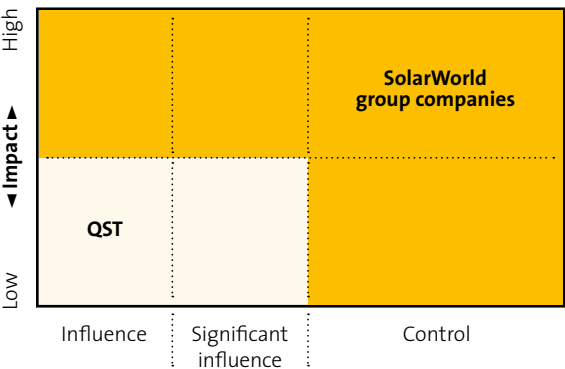 High
SolarWorld
group companies
◄ Impact ►
QST
Low
Influence
Significant
influence
Control